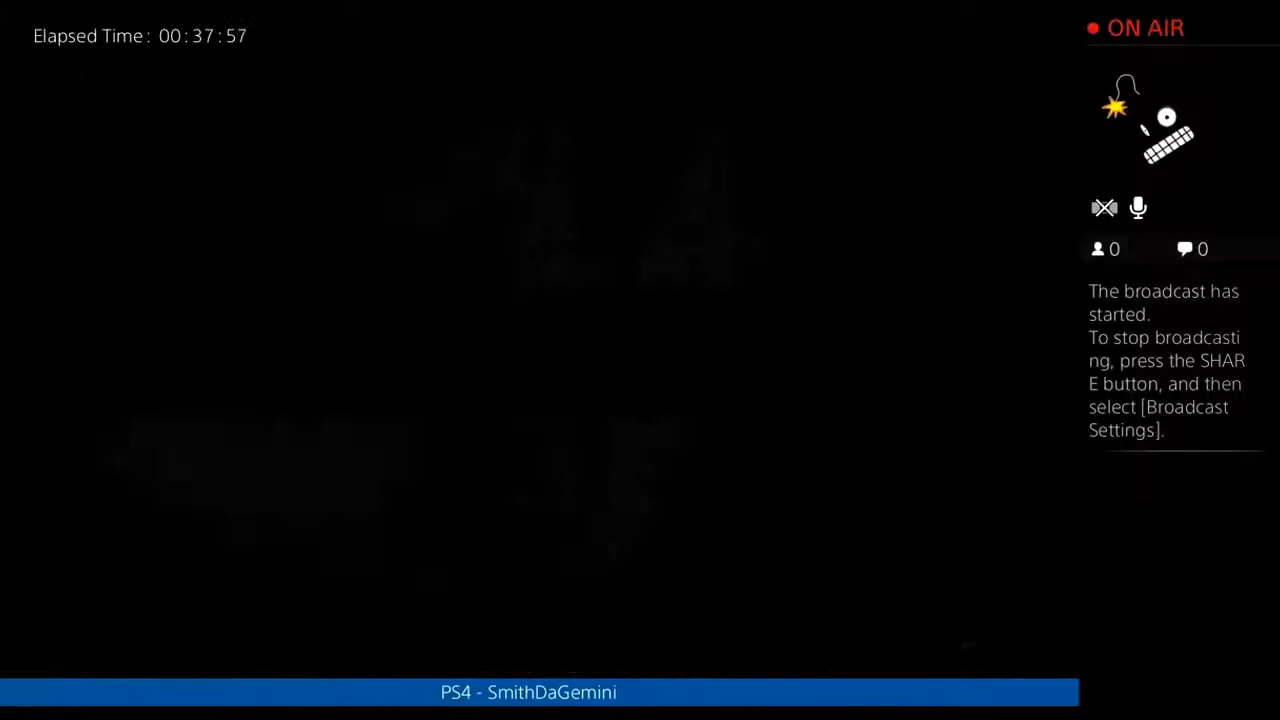 Elapsed Time: 00:37:57
ON AIR
0 0
The broadcast has
started.
To stop broadcasti
ng, press the SHAR
E button, and then
select [Broadcast
Settings].
PS4 - SmithDaGemini